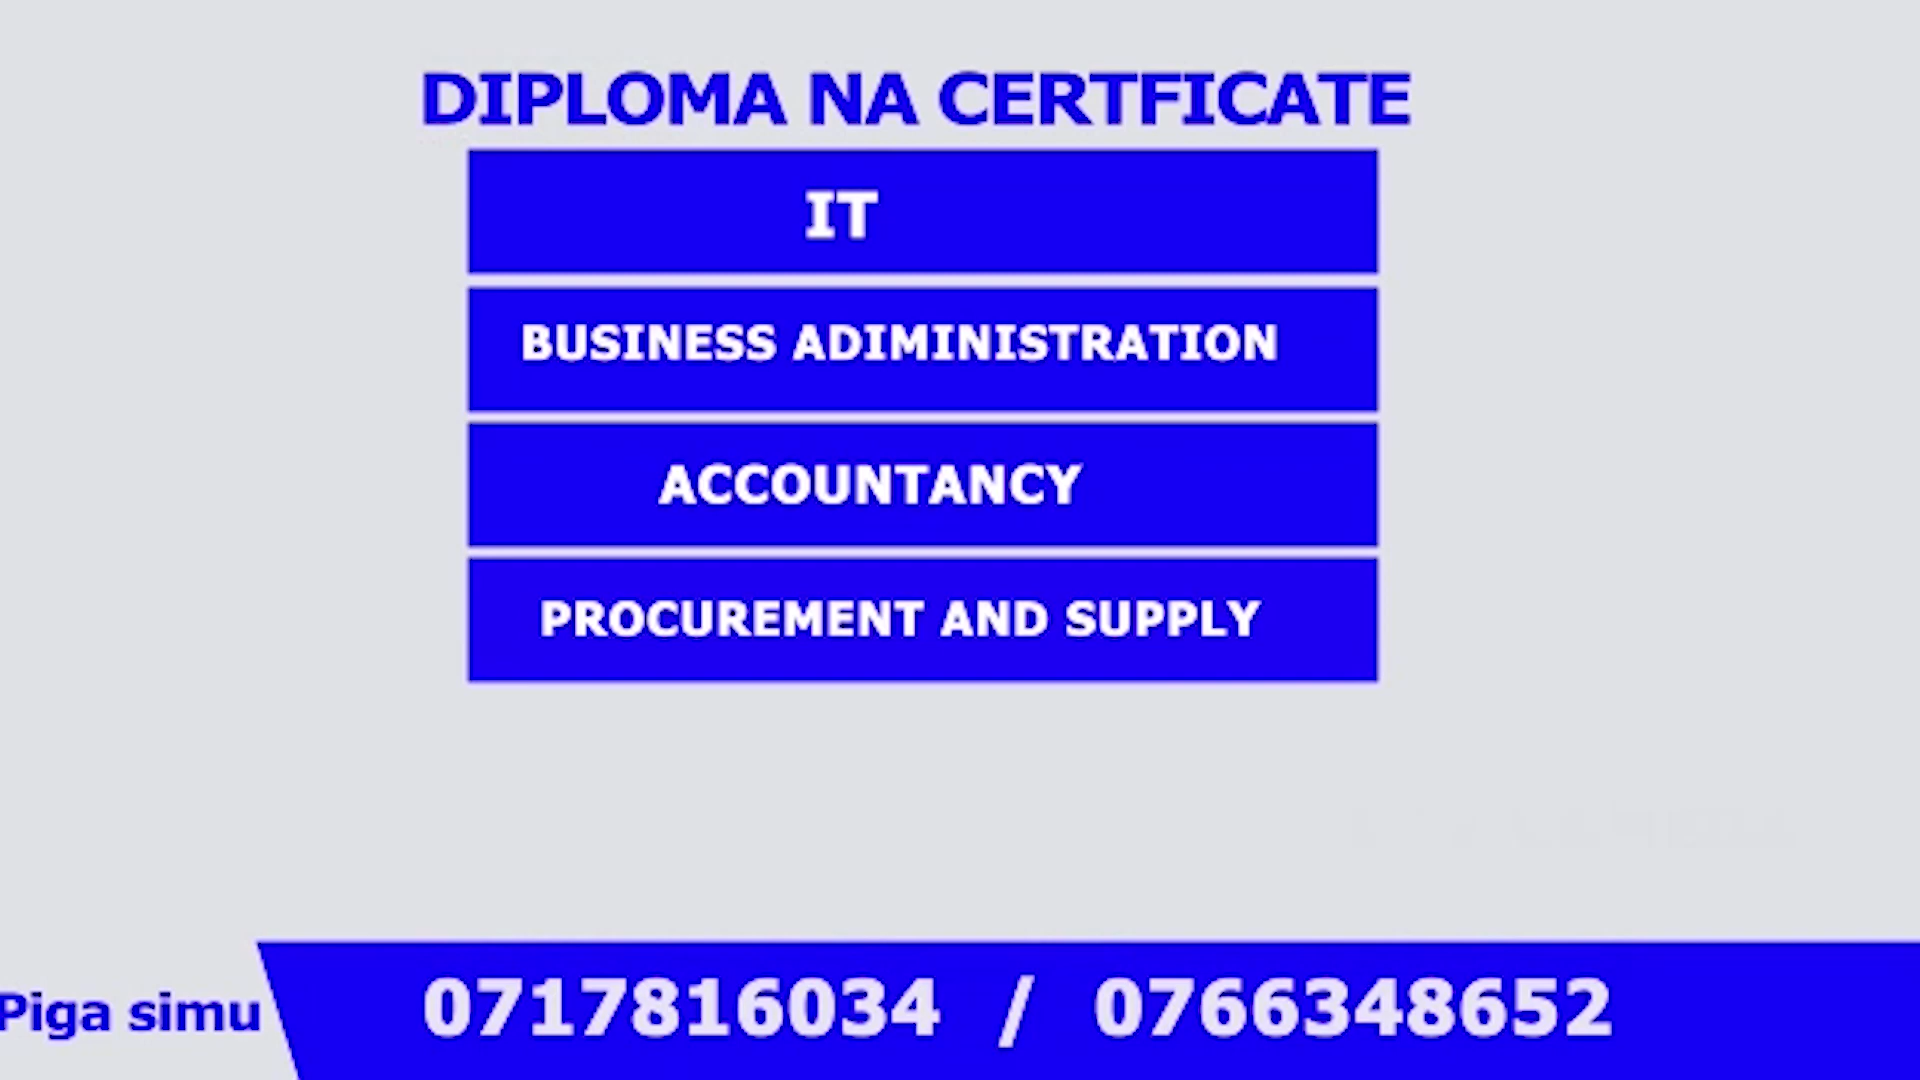 DIPLOMA NA CERTFICATE
IT
BUSINESS ADIMINISTRATION
ACCOUNTANCY
PROCUREMENT AND SUPPLY
Piga simu 0717816034 / 0766348652